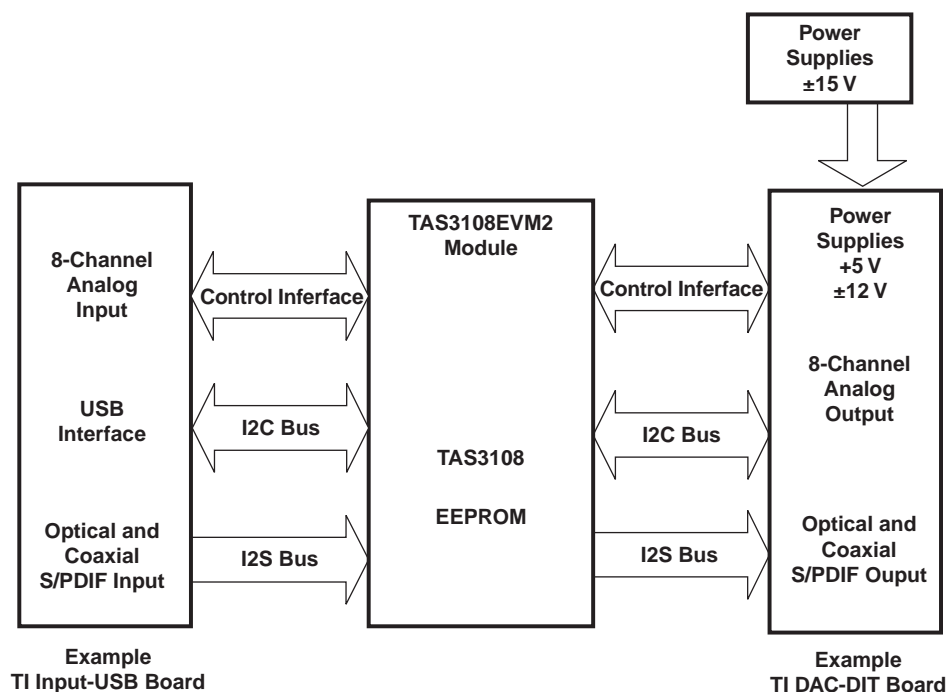 Power
Supplies
±15 V
8-Channel
Analog
Input
USB
Interface
Optical and
Coaxial
S/PDIF Input
Example
TI Input-USB Board
Control Inferface
I2C Bus
I2S Bus
TAS3108EVM2
Module
TAS3108
EEPROM
Control Inferface
I2C Bus
I2S Bus
Power
Supplies
+5 V
±12 V
8-Channel
Analog
Output
Optical and
Coaxial
S/PDIF Ouput
Example
TI DAC-DIT Board